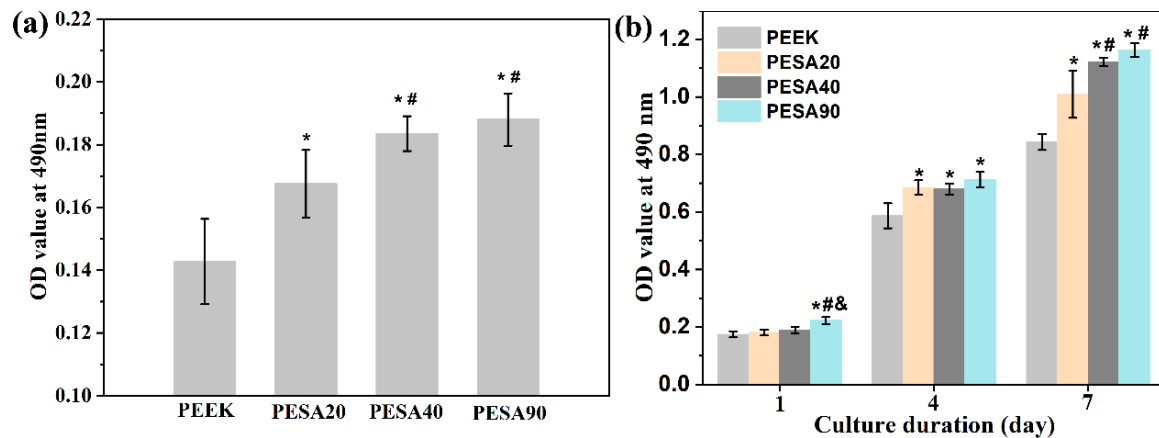 (a)
OD value at 490nm
0.22
0.20
0.18
0.16
0.14
0.12
0.10
*
* #
* #
PEEK PESA20 PESA40 PESA90
(b)
OD value at 490 nm
1.2
1.0
0.8
0.6
0.4
0.2
0.0
PEEK
PESA20
PESA40
PESA90
*#&
* * *
* *# *#
1 4 7
Culture duration (day)